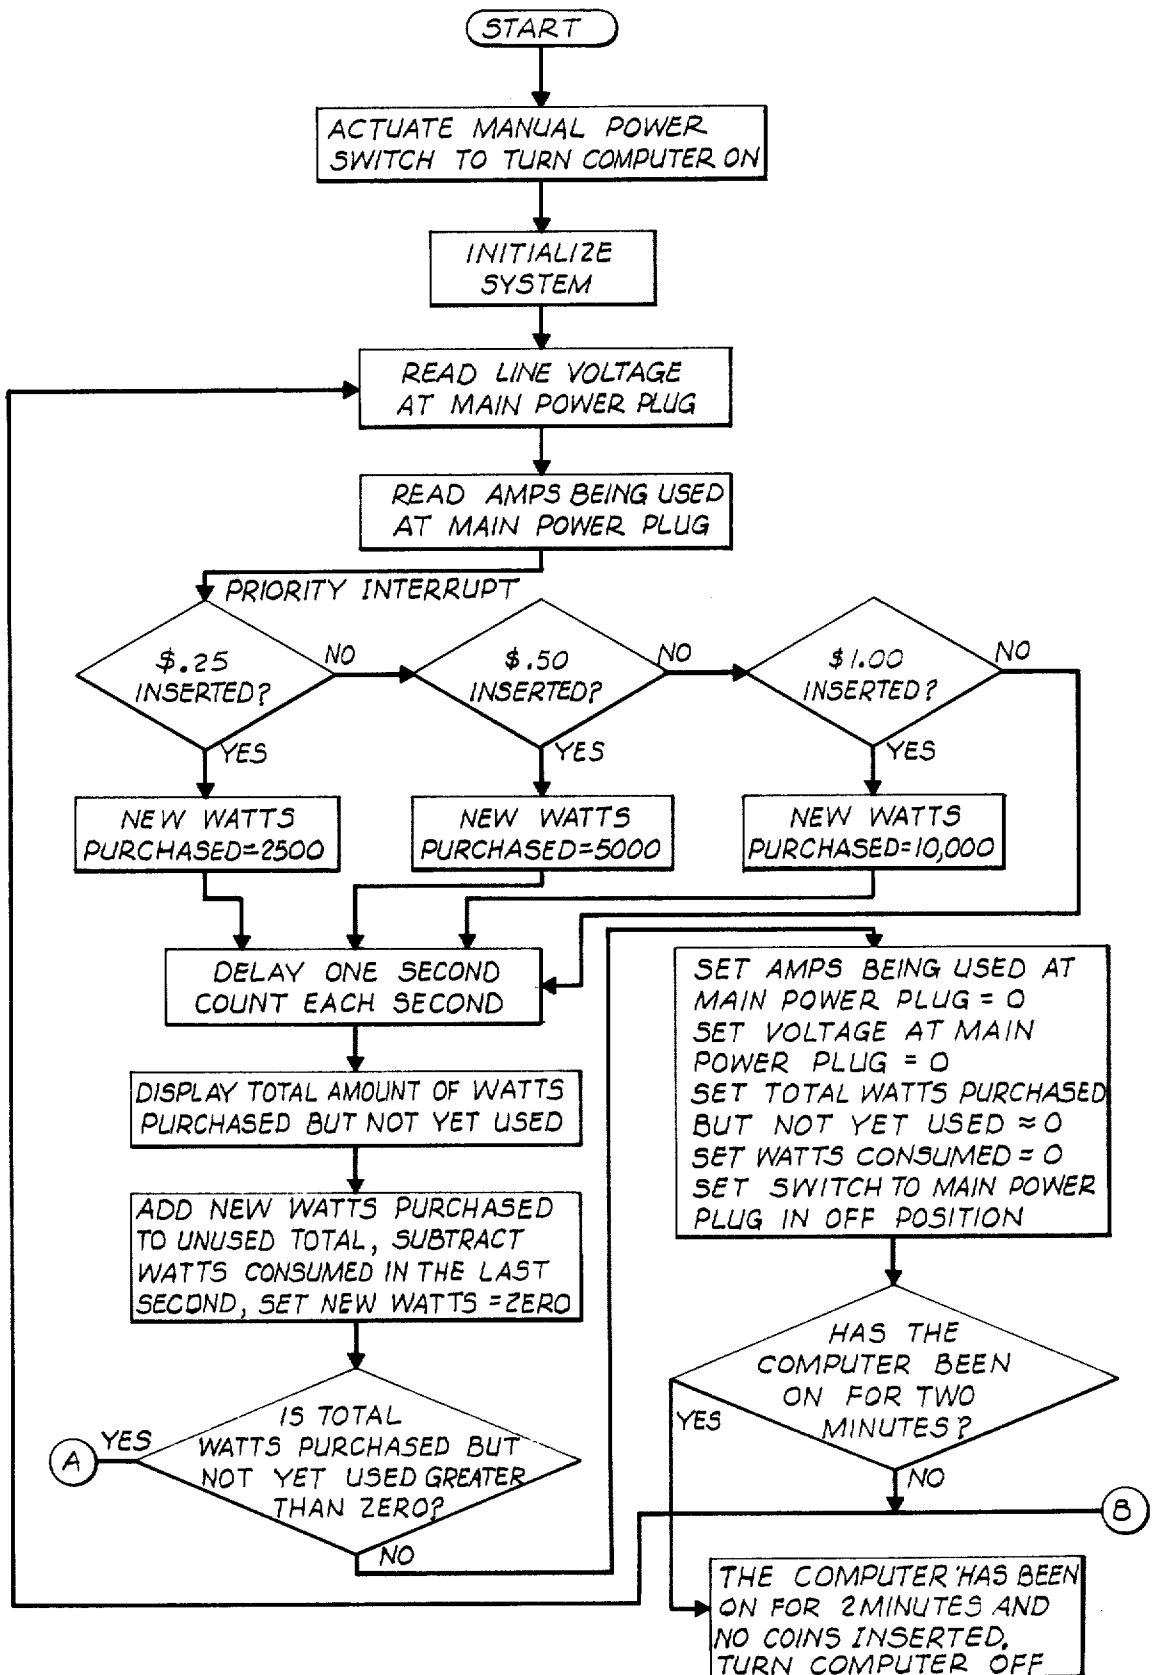 START
ACTUATE MANUAL POWER
SWITCH TO TURN COMPUTER ON
INITIALIZE
SYSTEM
READ LINE VOLTAGE
AT MAIN POWER PLUG
READ AMPS BEING USED
AT MAIN POWER PLUG
PRIORITY INTERRUPT
$.25
INSERTED?
NO
YES
$.50
INSERTED?
NO
YES
$1.00
INSERTED?
NO
YES
NEW WATTS
PURCHASED=2500
NEW WATTS
PURCHASED=5000
NEW WATTS
PURCHASED=10,000
DELAY ONE SECOND
COUNT EACH SECOND
DISPLAY TOTAL AMOUNT OF WATTS
PURCHASED BUT NOT YET USED
ADD NEW WATTS PURCHASED
TO UNUSED TOTAL, SUBTRACT
WATTS CONSUMED IN THE LAST
SECOND, SET NEW WATTS =ZERO
IS TOTAL
WATTS PURCHASED BUT
NOT YET USED GREATER
THAN ZERO?
YES
A
NO
SET AMPS BEING USED AT
MAIN POWER PLUG = 0
SET VOLTAGE AT MAIN
POWER PLUG = 0
SET TOTAL WATTS PURCHASED
BUT NOT YET USED ≈ 0
SET WATTS CONSUMED = 0
SET SWITCH TO MAIN POWER
PLUG IN OFF POSITION
HAS THE
COMPUTER BEEN
ON FOR TWO
MINUTES?
YES
NO
B
THE COMPUTER HAS BEEN
ON FOR 2 MINUTES AND
NO COINS INSERTED.
TURN COMPUTER OFF